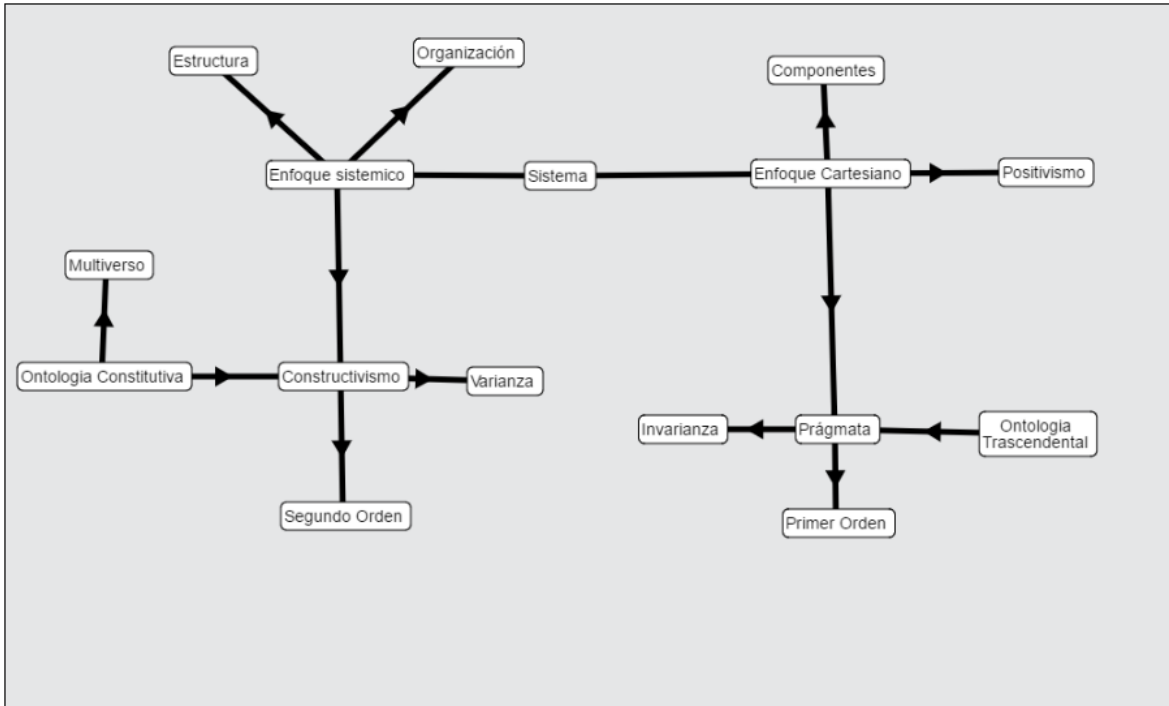 Estructura
Organización
Componentes
Enfoque sistemico
Sistema
Enfoque Cartesiano
Positivismo
Multiverso
Ontologia Constitutiva
Constructivismo
Varianza
Invarianza
Prágmata
Ontologia
Trascendental
Segundo Orden
Primer Orden